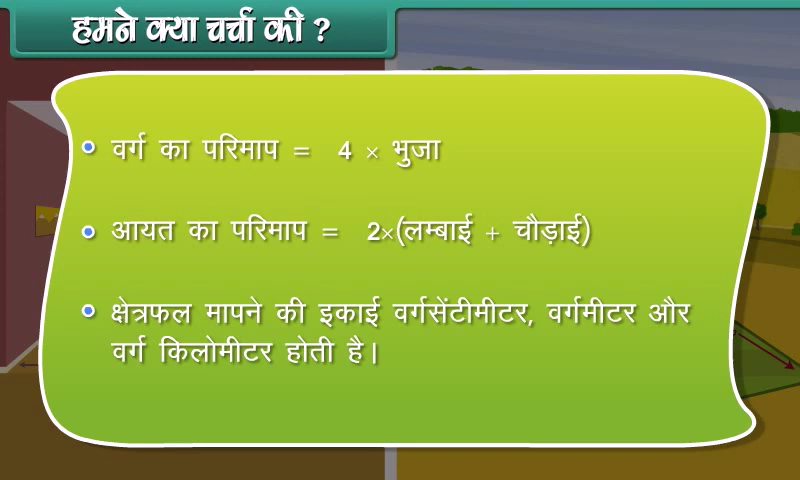 हमने क्या चर्चा की ?
वर्ग का परिमाप = 4 × भुजा
आयत का परिमाप = 2×(लम्बाई + चौड़ाई)
क्षेत्रफल मापने की इकाई वर्गसेंटीमीटर, वर्गमीटर और
वर्ग किलोमीटर होती है।